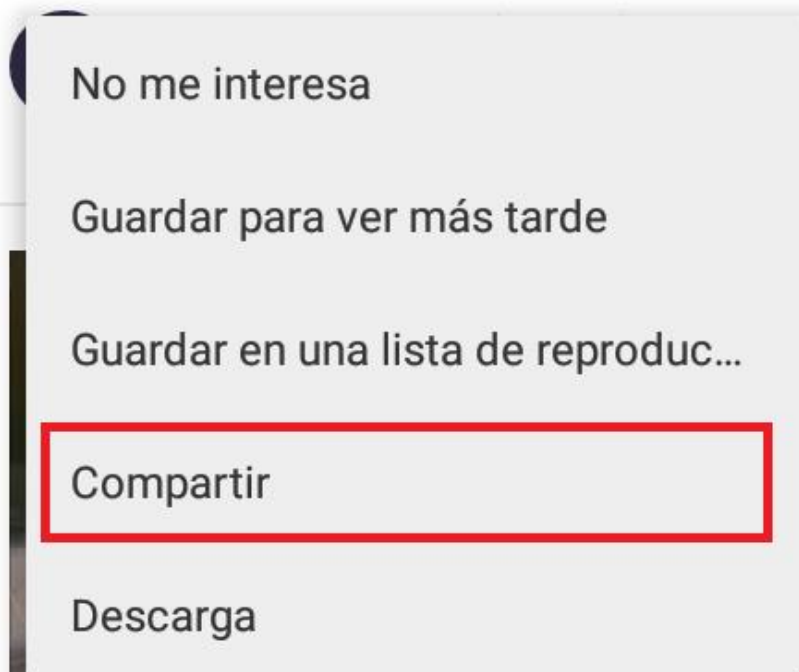 No me interesa
Guardar para ver más tarde
Guardar en una lista de reproduc...
Compartir
Descarga